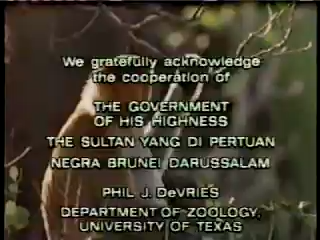 We gratefully acknowledge
the cooperation of
THE GOVERNMENT
OF HIS HIGHNESS
THE SULTAN YANG DI PERTUAN
NEGRA BRUNEI DARUSSALAM
PHIL J. DeVRIES
DEPARTMENT OF ZOOLOGY,
UNIVERSITY OF TEXAS